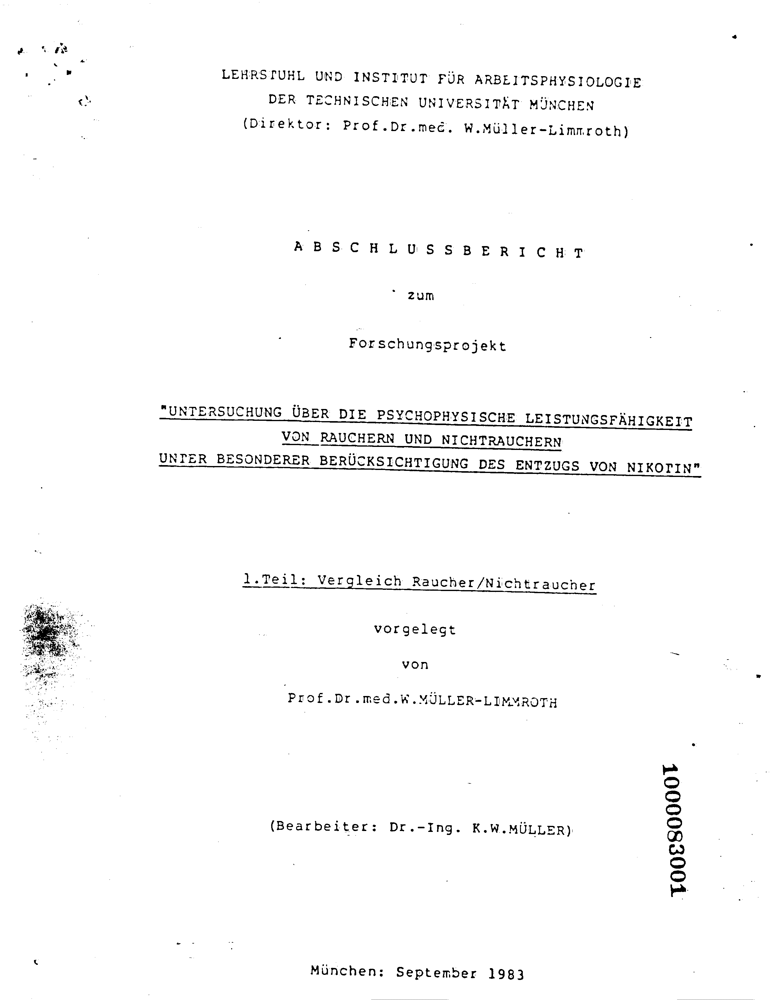 LEHRSTUHL UND INSTITUT FÜR ARBEITSPHYSIOLOGIE
DER TECHNISCHEN UNIVERSITÄT MÜNCHEN
(Direktor: Prof.Dr.med. W.Müller-Limmroth)
A B S C H L U S S B E R I C H T
zum
Forschungsprojekt
"UNTERSUCHUNG ÜBER DIE PSYCHOPHYSISCHE LEISTUNGSFÄHIGKEIT
VON RAUCHERN UND NICHTRAUCHERN
UNTER BESONDERER BERÜCKSICHTIGUNG DES ENTZUGS VON NIKOTIN"
1.Teil: Vergleich Raucher/Nichtraucher
vorgelegt
von
Prof.Dr.med.W.MÜLLER-LIMMROTH
(Bearbeiter: Dr.-Ing. K.W.MÜLLER)
1000083001
München: September 1983